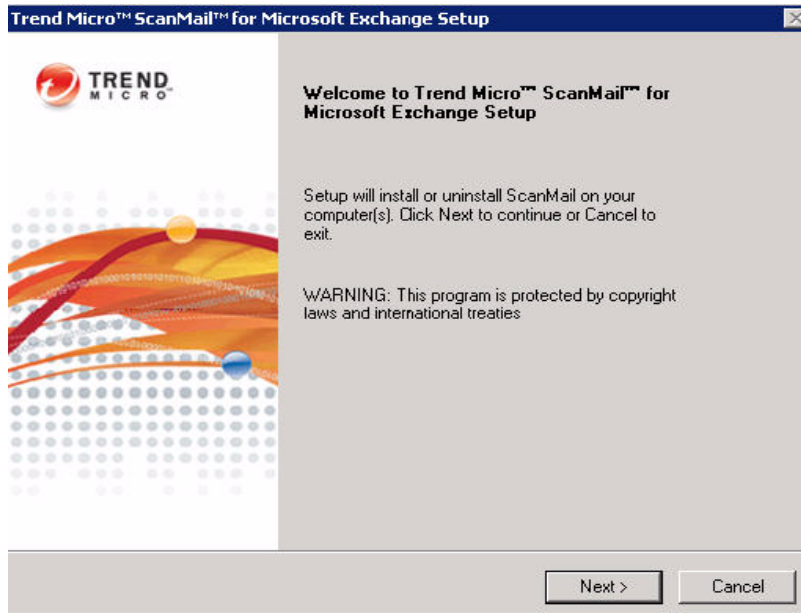 Trend Micro™ ScanMail™ for Microsoft Exchange Setup
TREND
MICRO™
Welcome to Trend Micro™ ScanMail™ for
Microsoft Exchange Setup
Setup will install or uninstall ScanMail on your
computer(s). Click Next to continue or Cancel to
exit.
WARNING: This program is protected by copyright
laws and international treaties
Next >
Cancel